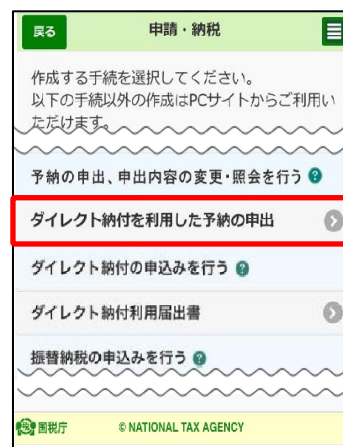 戻る
申請・納税
作成する手続を選択してください。
以下の手続以外の作成はPCサイトからご利用い
ただけます。
予納の申出、申出内容の変更・照会を行う ?
ダイレクト納付を利用した予納の申出
ダイレクト納付の申込みを行う ?
ダイレクト納付利用届出書
振替納税の申込みを行う ?
国税庁 © NATIONAL TAX AGENCY